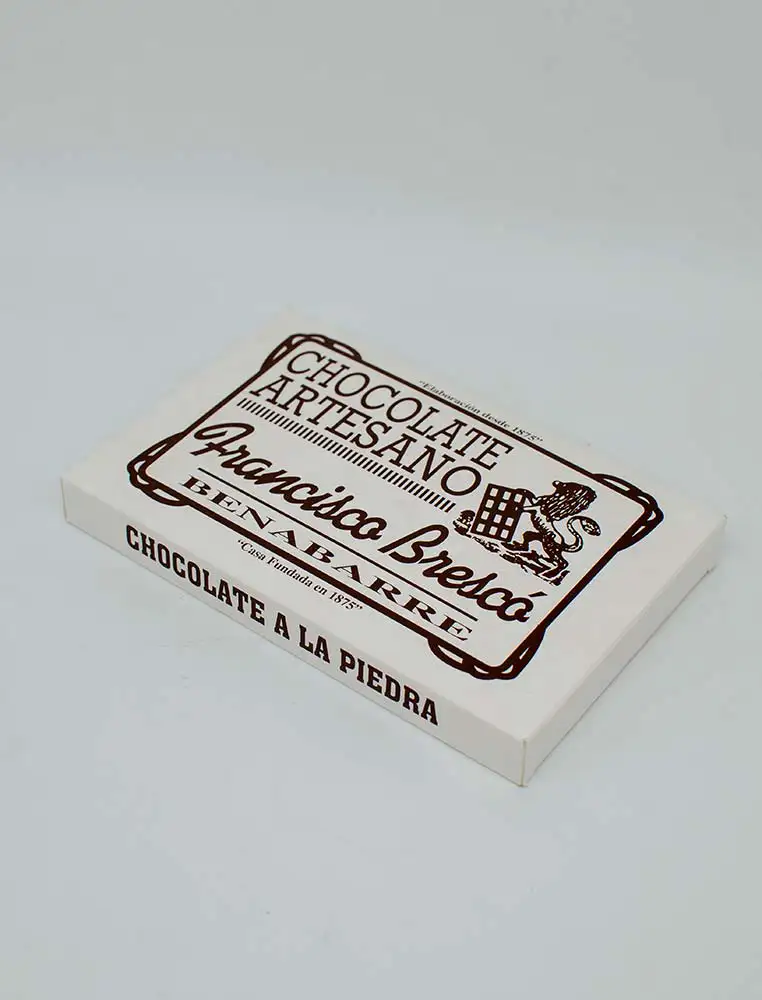 "Elaboración desde 1875"
CHOCOLATE
ARTESANO
Francisco Brescó
BENABARRE
"Casa Fundada en 1875"
CHOCOLATE A LA PIEDRA